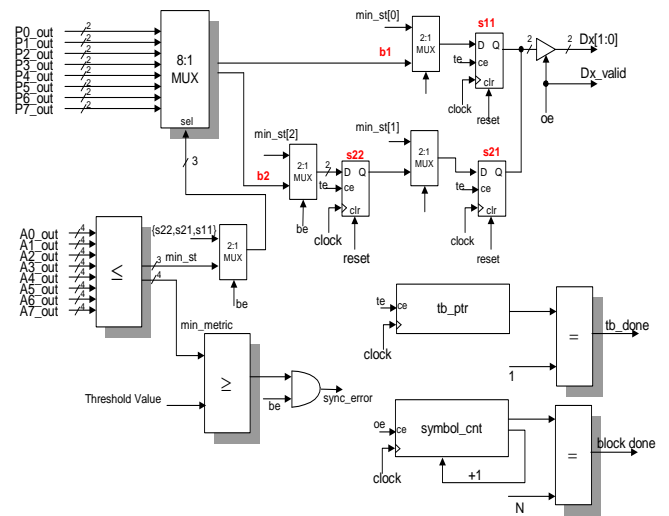 P0_out
P1_out
P2_out
P3_out
P4_out
P5_out
P6_out
P7_out
2
2
2
2
2
2
2
2
8:1
MUX
sel
3
min_st[0]
b1
2:1
MUX
s11
D Q
te
ce
clr
clock
reset
2
2
Dx[1:0]
Dx_valid
oe
min_st[2]
b2
2:1
MUX
be
2
s22
D Q
te
ce
clr
clock
reset
min_st[1]
2:1
MUX
s21
D Q
te
ce
clr
clock
reset
{s22,s21,s11}
2:1
MUX
be
A0_out
A1_out
A2_out
A3_out
A4_out
A5_out
A6_out
A7_out
4
4
4
4
4
4
4
4
≤
3
min_st
4
min_metric
Threshold Value
≥
be
sync_error
te
ce
tb_ptr
clock
1
=
tb_done
oe
ce
symbol_cnt
clock
+1
N
=
block done